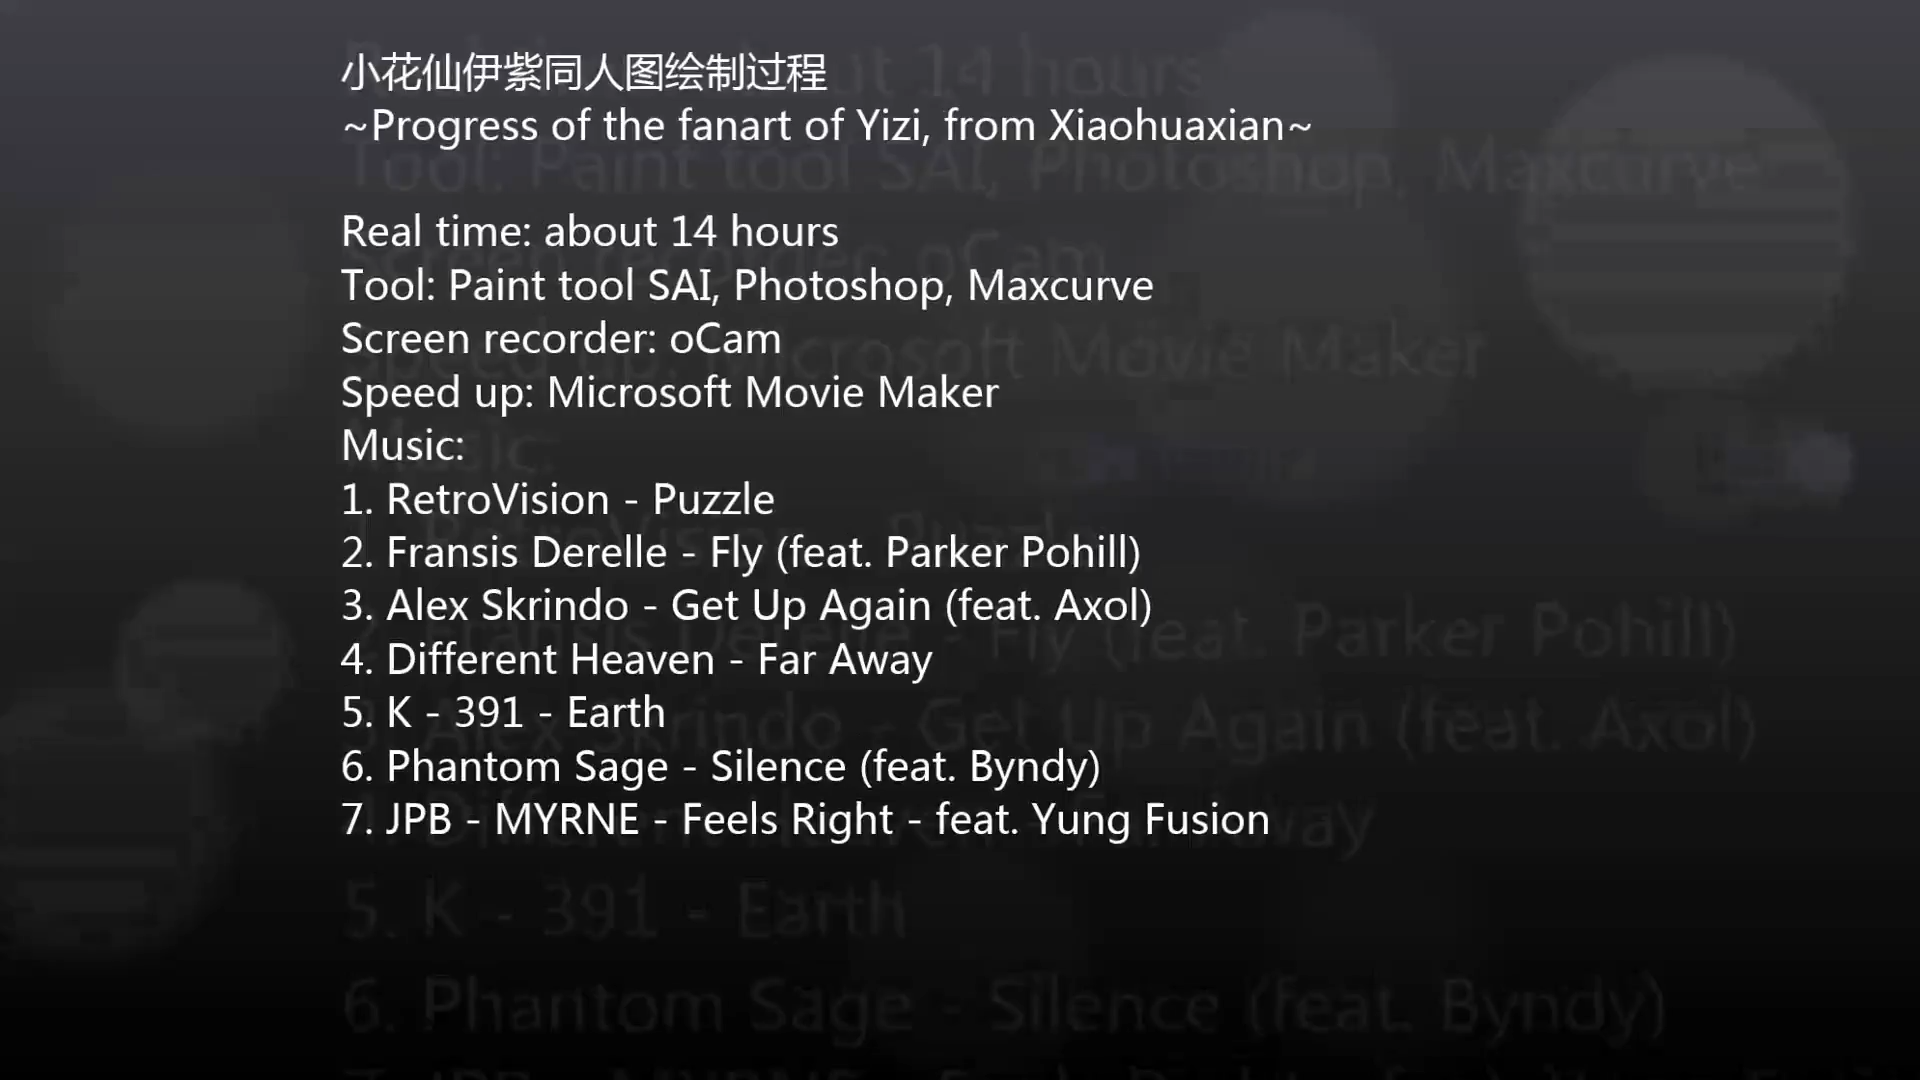 小花仙伊紫同人图绘制过程
~Progress of the fanart of Yizi, from Xiaohuaxian~
Real time: about 14 hours
Tool: Paint tool SAI, Photoshop, Maxcurve
Screen recorder: oCam
Speed up: Microsoft Movie Maker
Music:
1. RetroVision - Puzzle
2. Fransis Derelle - Fly (feat. Parker Pohill)
3. Alex Skrindo - Get Up Again (feat. Axol)
4. Different Heaven - Far Away
5. K - 391 - Earth
6. Phantom Sage - Silence (feat. Byndy)
7. JPB - MYRNE - Feels Right - feat. Yung Fusion